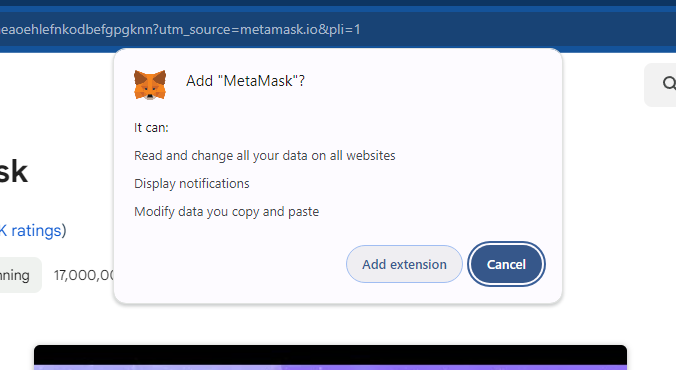 eaoehlefnkodbefgpgknn?utm_source=metamask.io&pli=1
Add "MetaMask"?
It can:
Read and change all your data on all websites
Display notifications
Modify data you copy and paste
Add extension
Cancel
sk
K ratings)
nning
17,000,00